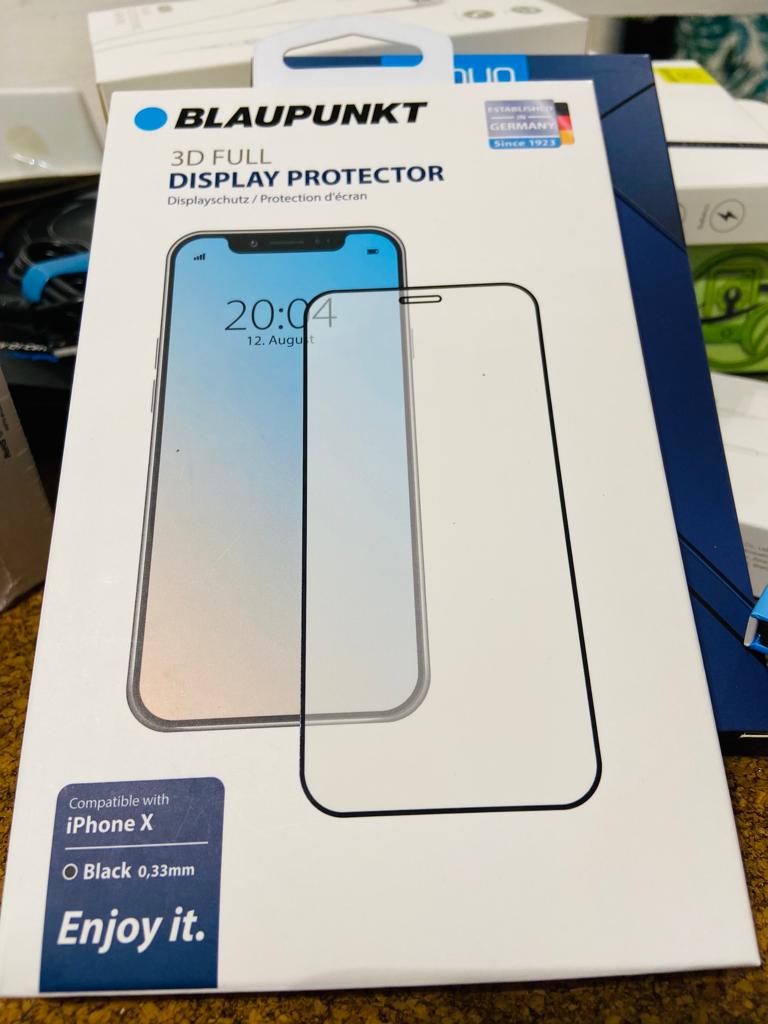 BLAUPUNKT
ESTABLISHED
IN
GERMANY
Since 1923
3D FULL
DISPLAY PROTECTOR
Displayschutz / Protection d'écran
20:04
12. August
Compatible with
iPhone X
Black 0,33mm
Enjoy it.